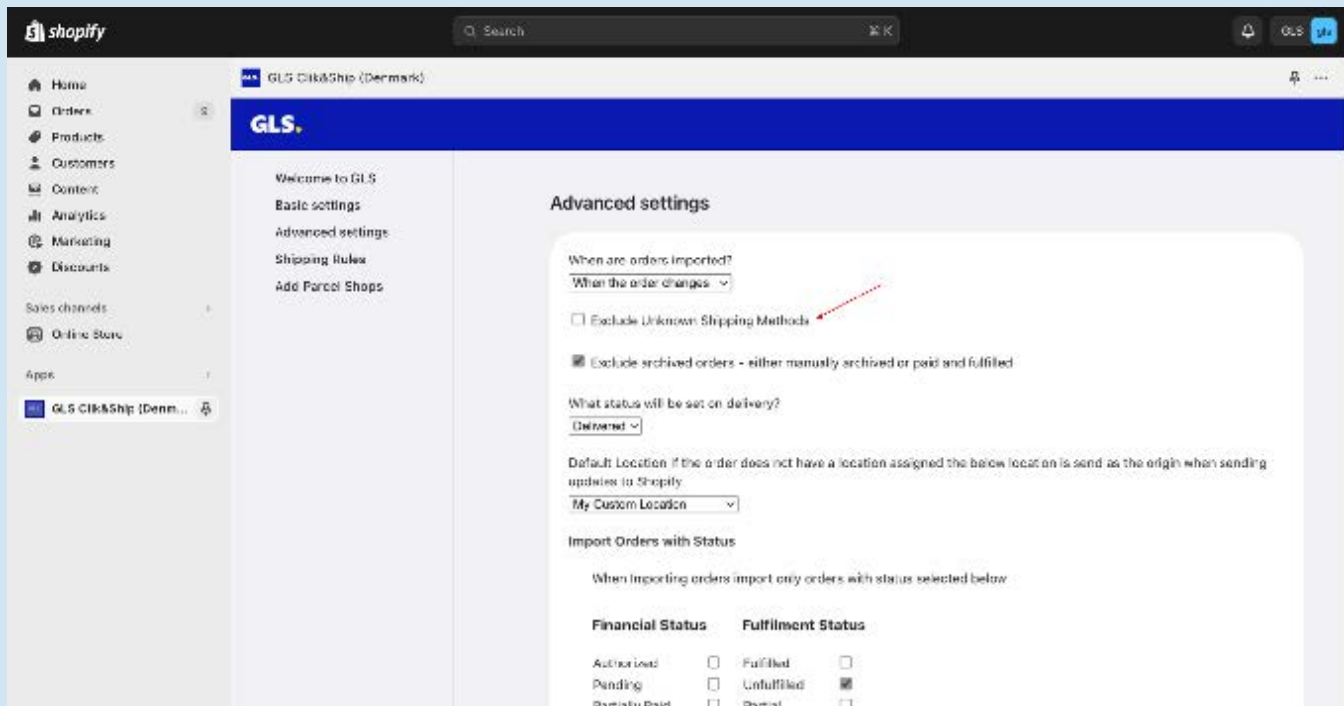 shopify
Search
⌘ K
GLS
gls
Home
Orders
Products
Customers
Content
Analytics
Marketing
Discounts
Sales channels
Online Store
Apps
GLS Clik&Ship (Denm...
GLS Clik&Ship (Denmark)
GLS.
Welcome to GLS
Basic settings
Advanced settings
Shipping Rules
Add Parcel Shops
Advanced settings
When are orders imported?
When the order changes
Exclude Unknown Shipping Methods
Exclude archived orders - either manually archived or paid and fulfilled
What status will be set on delivery?
Delivered
Default Location if the order does not have a location assigned the below location is send as the origin when sending
updates to Shopify
My Custom Location
Import Orders with Status
When Importing orders import only orders with status selected below
Financial Status Fulfilment Status
Authorized Fulfilled
Pending Unfulfilled
Partially Paid Partial